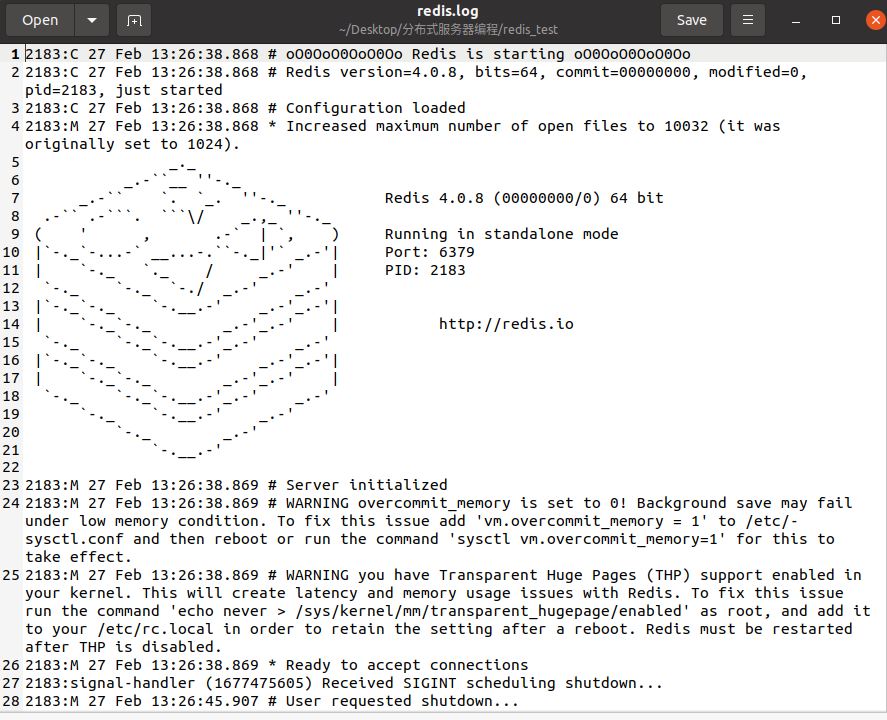 Open
redis.log
~/Desktop/分布式服务器编程/redis_test
Save
1 2183:C 27 Feb 13:26:38.868 # oO0OoO0OoO0Oo Redis is starting oO0OoO0OoO0Oo
2 2183:C 27 Feb 13:26:38.868 # Redis version=4.0.8, bits=64, commit=00000000, modified=0,
pid=2183, just started
3 2183:C 27 Feb 13:26:38.868 # Configuration loaded
4 2183:M 27 Feb 13:26:38.868 * Increased maximum number of open files to 10032 (it was
originally set to 1024).
5                 _._
6            _.-``__ ''-._
7       _.-``    `.  `_.  ''-._           Redis 4.0.8 (00000000/0) 64 bit
8   .-`` .-```.  ```\/    _.,_ ''-._
9  (    '      ,       .-`  | `,    )     Running in standalone mode
10  |`-._`-...-` __...-.``-._|'` _.-'|     Port: 6379
11  |    `-._   `._    /     _.-'    |     PID: 2183
12   `-._    `-._  `-./  _.-'    _.-'
13  |`-._`-._    `-.__.-'    _.-'_.-'|
14  |    `-._`-._        _.-'_.-'    |           http://redis.io
15   `-._    `-._`-.__.-'_.-'    _.-'
16  |`-._`-._    `-.__.-'    _.-'_.-'|
17  |    `-._`-._        _.-'_.-'    |
18   `-._    `-._`-.__.-'_.-'    _.-'
19       `-._    `-.__.-'    _.-'
20           `-._        _.-'
21               `-.__.-'
22
23 2183:M 27 Feb 13:26:38.869 # Server initialized
24 2183:M 27 Feb 13:26:38.869 # WARNING overcommit_memory is set to 0! Background save may fail
under low memory condition. To fix this issue add 'vm.overcommit_memory = 1' to /etc/-
sysctl.conf and then reboot or run the command 'sysctl vm.overcommit_memory=1' for this to
take effect.
25 2183:M 27 Feb 13:26:38.869 # WARNING you have Transparent Huge Pages (THP) support enabled in
your kernel. This will create latency and memory usage issues with Redis. To fix this issue
run the command 'echo never > /sys/kernel/mm/transparent_hugepage/enabled' as root, and add it
to your /etc/rc.local in order to retain the setting after a reboot. Redis must be restarted
after THP is disabled.
26 2183:M 27 Feb 13:26:38.869 * Ready to accept connections
27 2183:signal-handler (1677475605) Received SIGINT scheduling shutdown...
28 2183:M 27 Feb 13:26:45.907 # User requested shutdown...